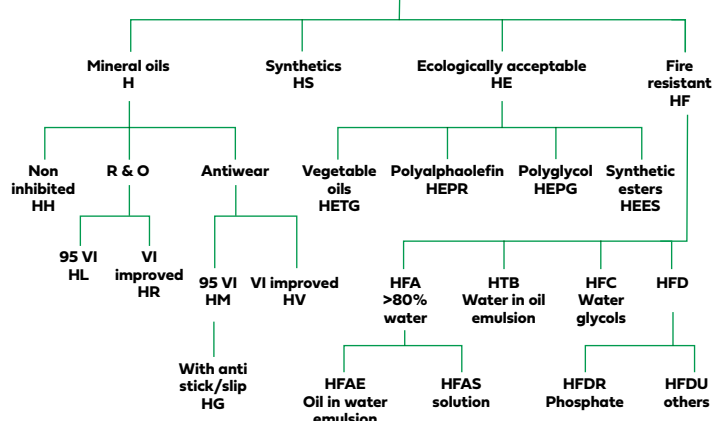 Mineral oils
H
Synthetics
HS
Ecologically acceptable
HE
Fire
resistant
HF
Non
inhibited
HH
R & O
Antiwear
Vegetable
oils
HETG
Polyalphaolefin
HEPR
Polyglycol
HEPG
Synthetic
esters
HEES
95 VI
HL
VI
improved
HR
95 VI
HM
VI improved
HV
HFA
>80%
water
HTB
Water in oil
emulsion
HFC
Water
glycols
HFD
With anti
stick/slip
HG
HFAE
Oil in water
emulsion
HFAS
solution
HFDR
Phosphate
HFDU
others